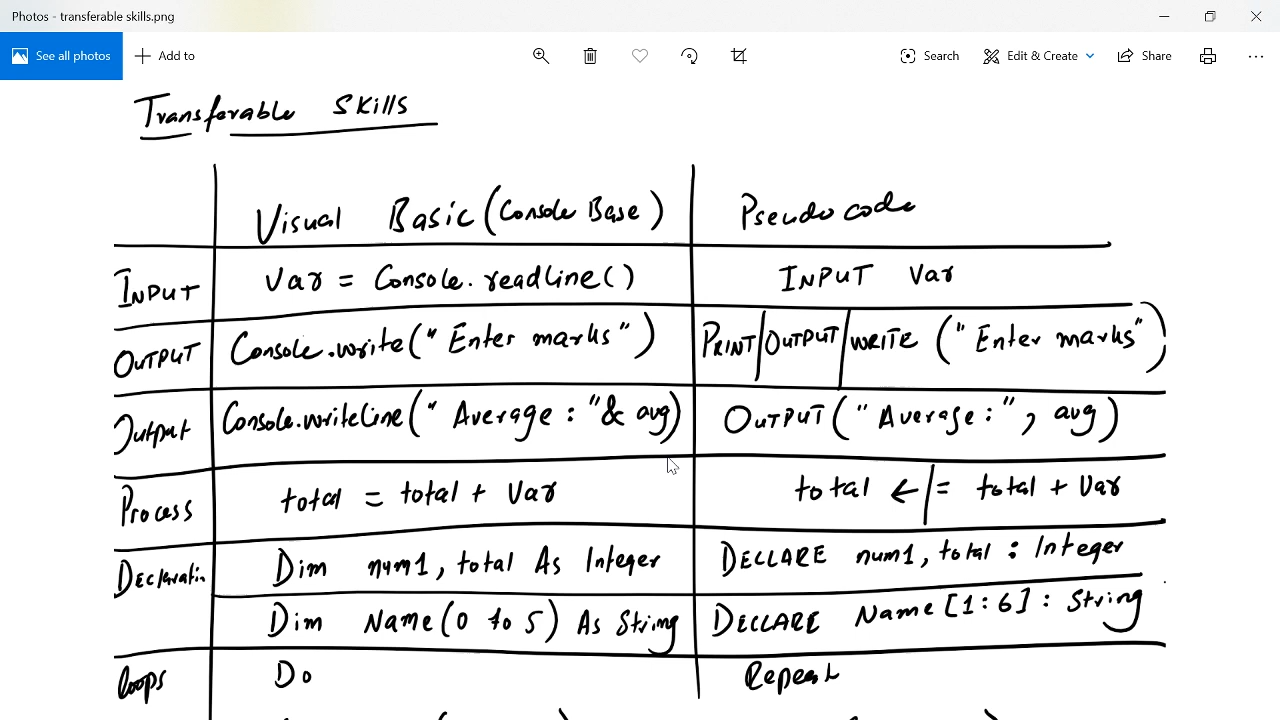 Photos - transferable skills.png
See all photos Add to Search Edit & Create Share
Transferable Skills
Visual Basic (Console Base) Pseudocode
INPUT Var = Console.readline() INPUT Var
OUTPUT Console.write("Enter marks") PRINT/OUTPUT/WRITE ("Enter marks")
Output Console.writeline("Average : "& avg) OUTPUT("Average:", avg)
Process total = total + Var total ←/= total + Var
Declaration Dim num1, total As Integer DECLARE num1, total : Integer
Dim Name(0 to 5) As String DECLARE Name[1:6] : String
loops Do Repeat